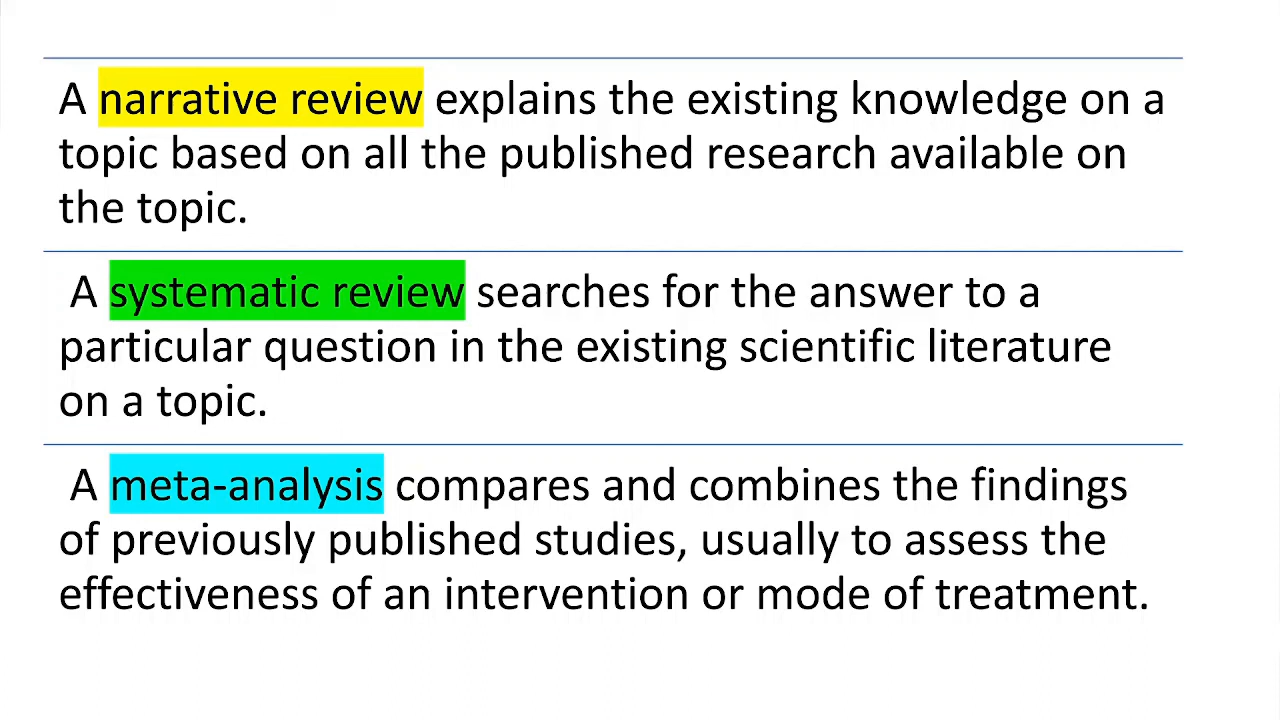 A narrative review explains the existing knowledge on a
topic based on all the published research available on
the topic.
A systematic review searches for the answer to a
particular question in the existing scientific literature
on a topic.
A meta-analysis compares and combines the findings
of previously published studies, usually to assess the
effectiveness of an intervention or mode of treatment.